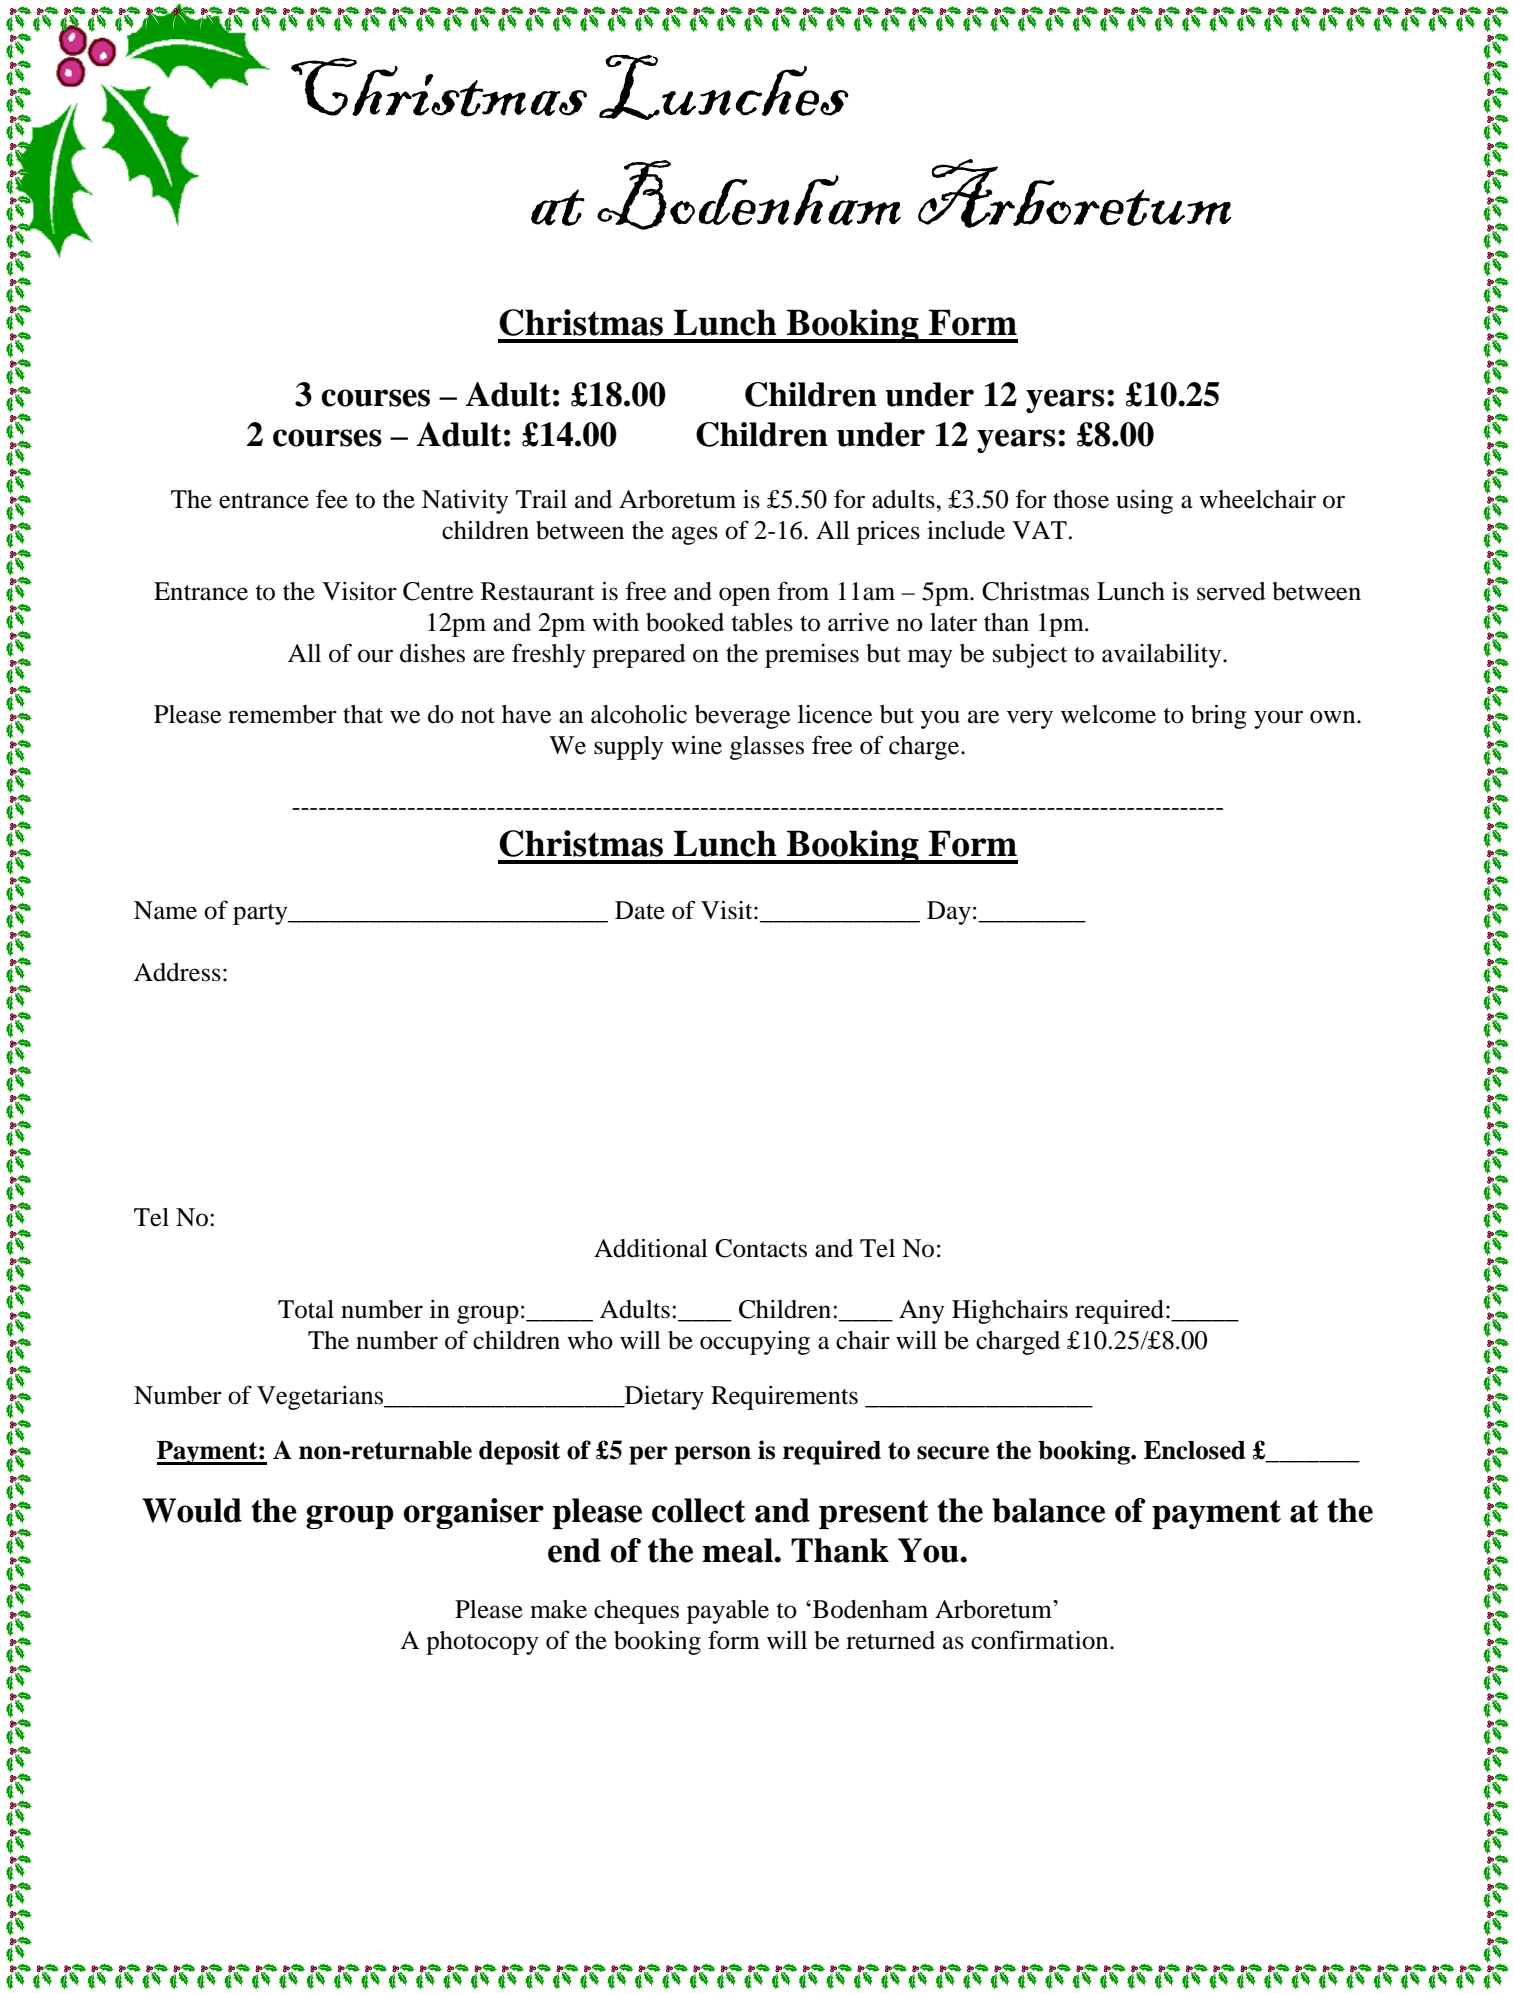 Christmas Lunches
at Bodenham Arboretum
Christmas Lunch Booking Form
3 courses – Adult: £18.00 Children under 12 years: £10.25
2 courses – Adult: £14.00 Children under 12 years: £8.00
The entrance fee to the Nativity Trail and Arboretum is £5.50 for adults, £3.50 for those using a wheelchair or
children between the ages of 2-16. All prices include VAT.
Entrance to the Visitor Centre Restaurant is free and open from 11am – 5pm. Christmas Lunch is served between
12pm and 2pm with booked tables to arrive no later than 1pm.
All of our dishes are freshly prepared on the premises but may be subject to availability.
Please remember that we do not have an alcoholic beverage licence but you are very welcome to bring your own.
We supply wine glasses free of charge.
---------------------------------------------------------------------------------------------------------
Christmas Lunch Booking Form
Name of party________________________ Date of Visit:____________ Day:________
Address:
Tel No:
Additional Contacts and Tel No:
Total number in group:_____ Adults:____ Children:____ Any Highchairs required:_____
The number of children who will be occupying a chair will be charged £10.25/£8.00
Number of Vegetarians__________________Dietary Requirements _________________
Payment: A non-returnable deposit of £5 per person is required to secure the booking. Enclosed £_______
Would the group organiser please collect and present the balance of payment at the
end of the meal. Thank You.
Please make cheques payable to ‘Bodenham Arboretum’
A photocopy of the booking form will be returned as confirmation.